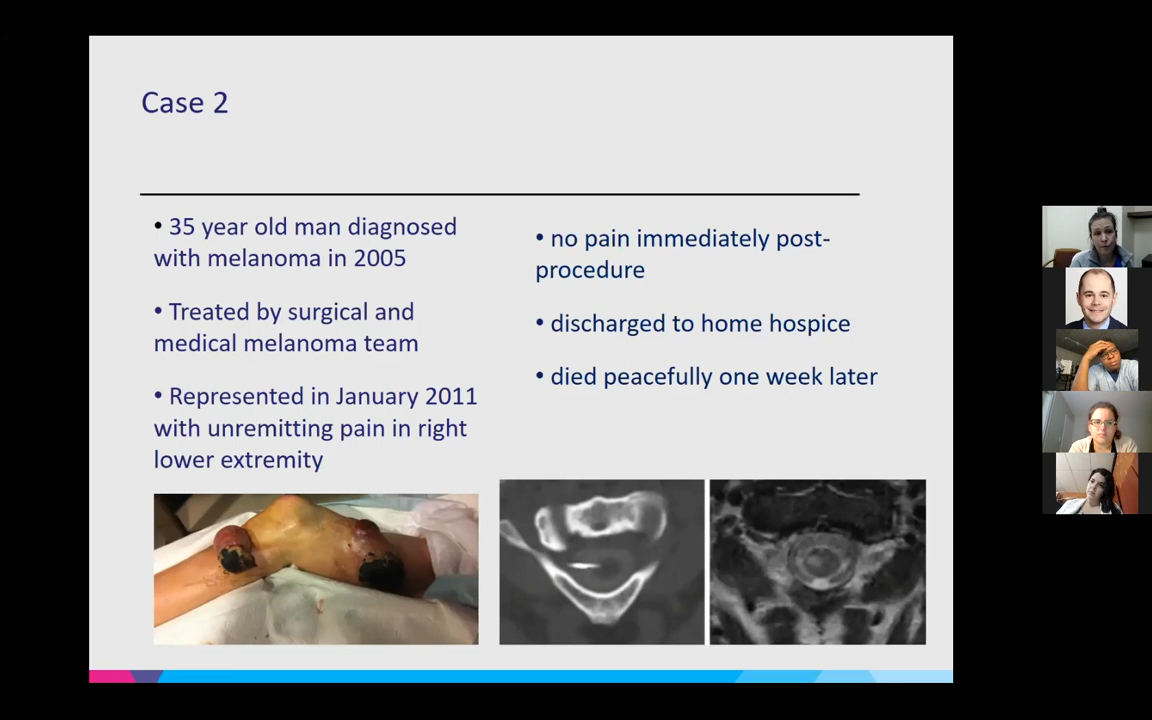 Case 2
• 35 year old man diagnosed
with melanoma in 2005
• Treated by surgical and
medical melanoma team
• Represented in January 2011
with unremitting pain in right
lower extremity
• no pain immediately post-
procedure
• discharged to home hospice
• died peacefully one week later